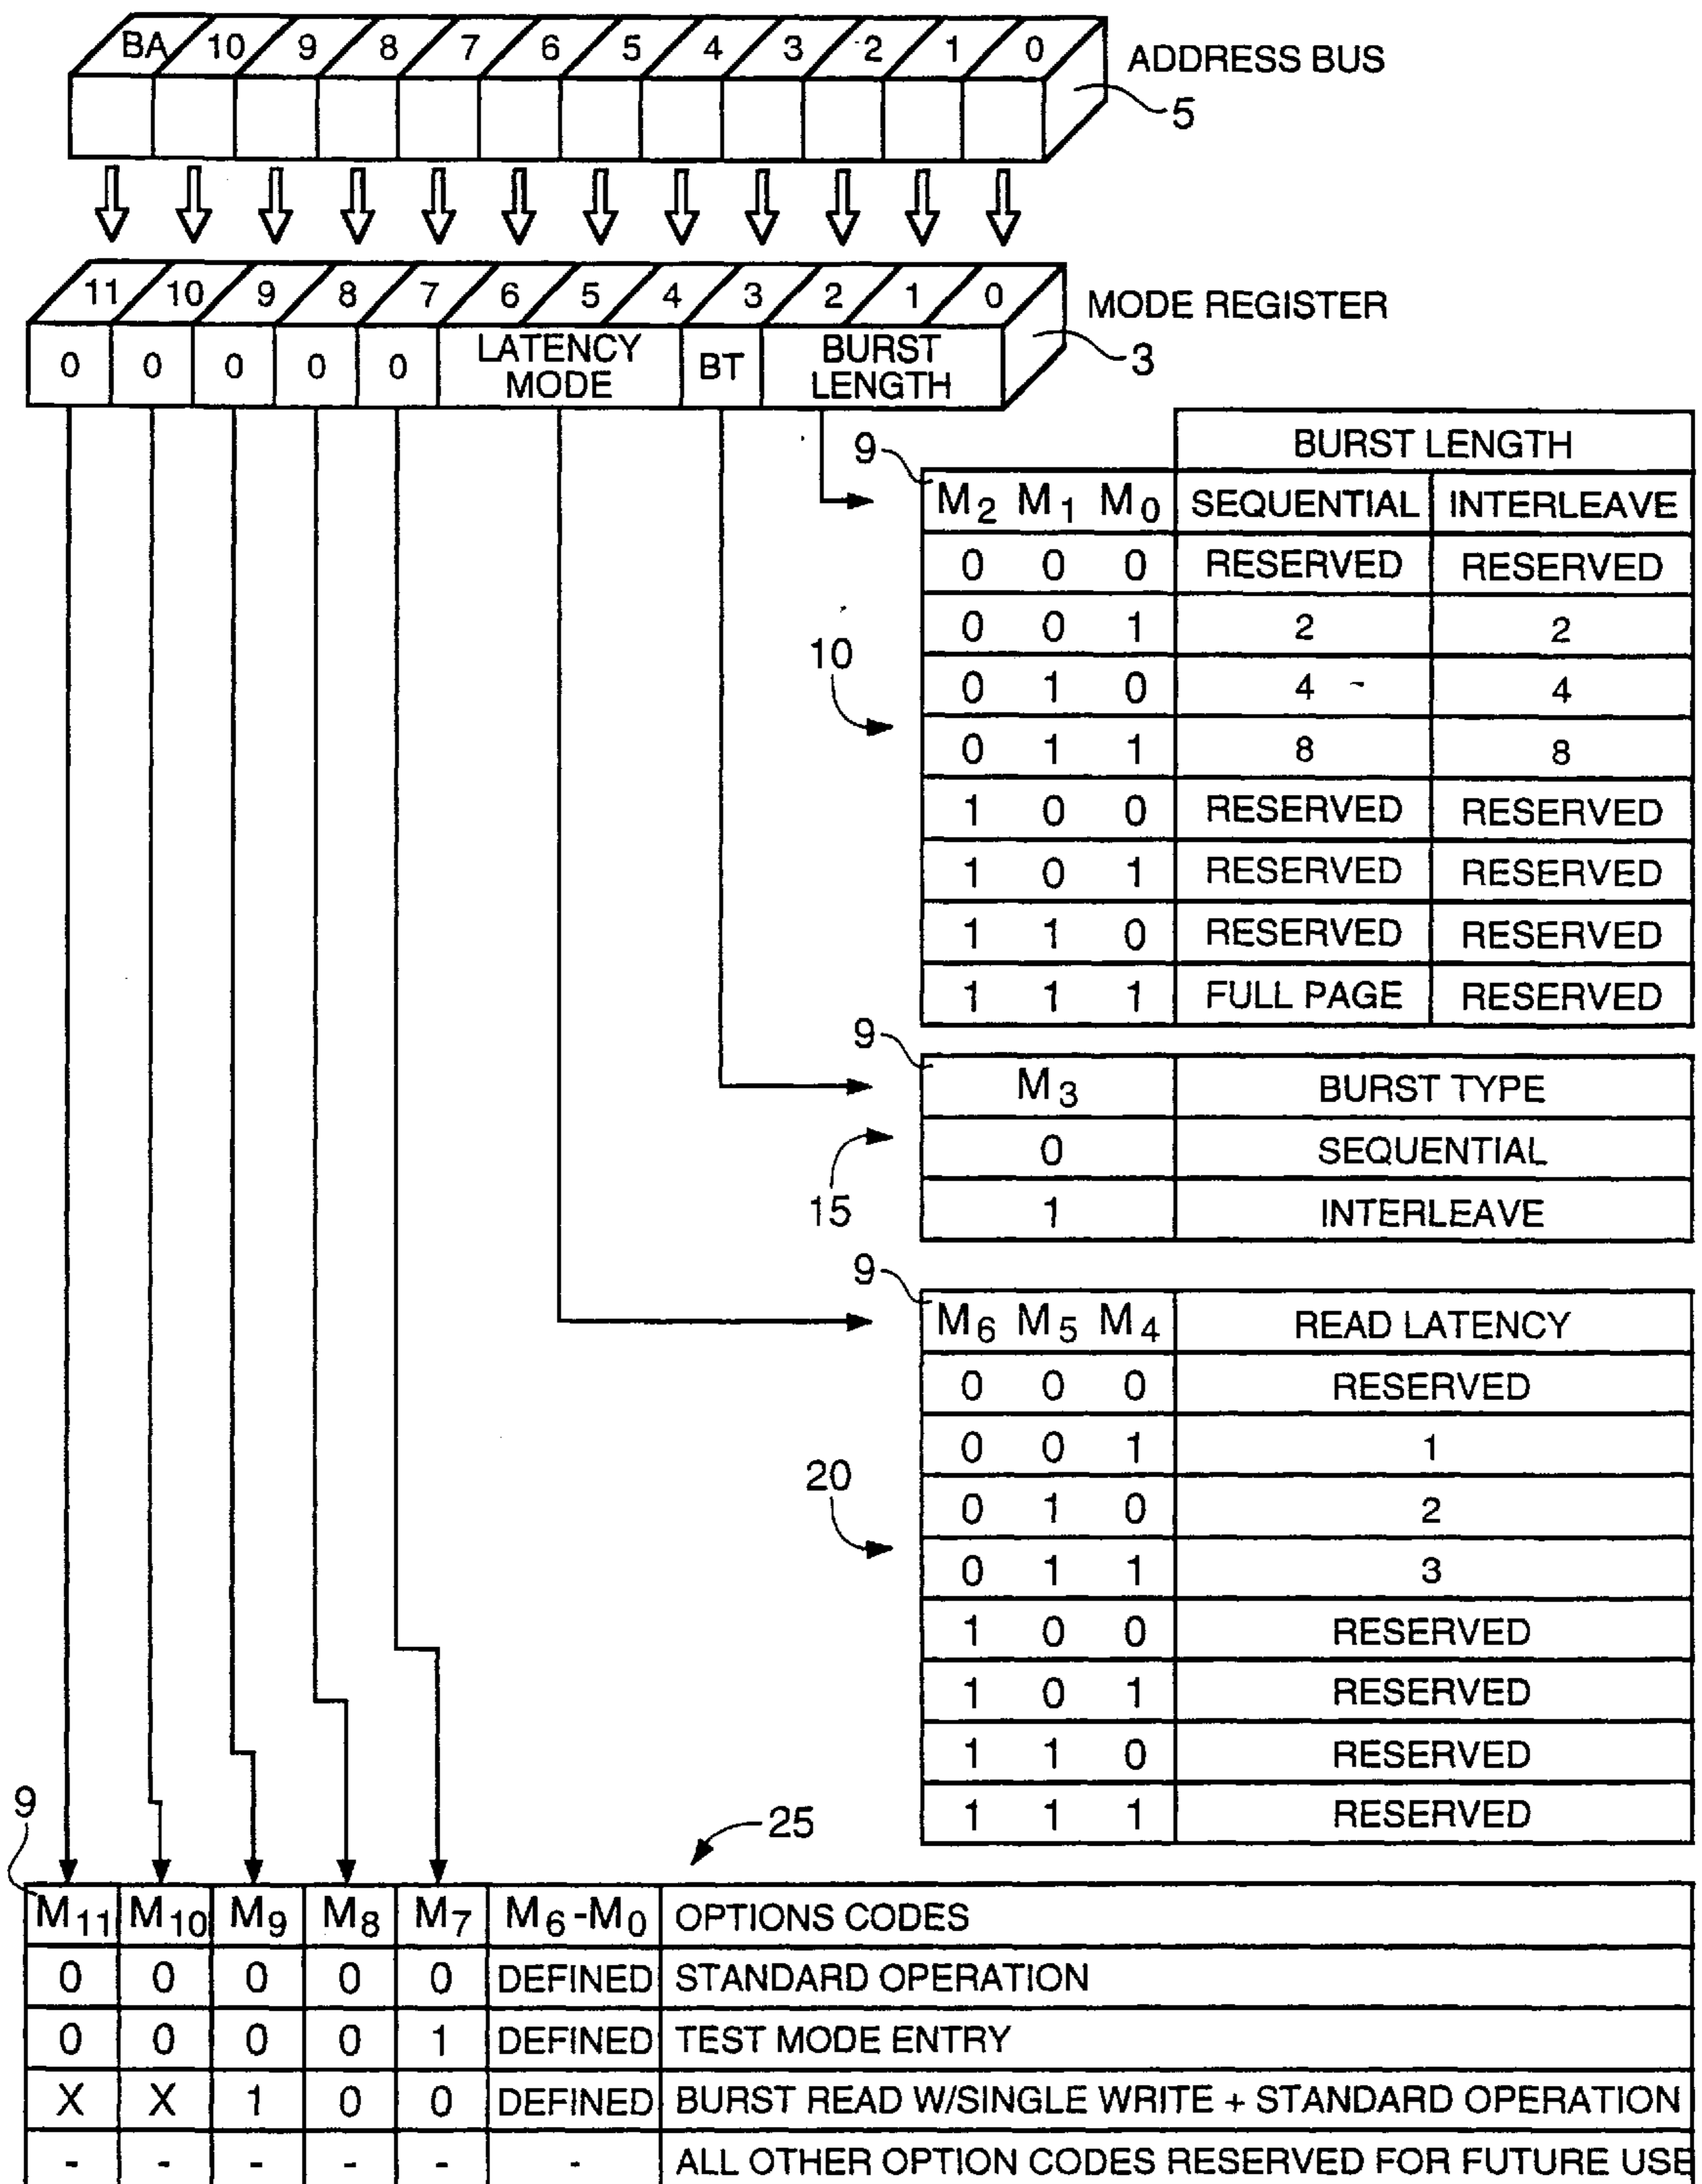 BA 10 9 8 7 6 5 4 3 2 1 0 ADDRESS BUS
5
11 10 9 8 7 6 5 4 3 2 1 0 MODE REGISTER
0 0 0 0 0 LATENCY MODE BT BURST LENGTH 3
9 BURST LENGTH
M2 M1 M0 SEQUENTIAL INTERLEAVE
0 0 0 RESERVED RESERVED
0 0 1 2 2
10
0 1 0 4 4
0 1 1 8 8
1 0 0 RESERVED RESERVED
1 0 1 RESERVED RESERVED
1 1 0 RESERVED RESERVED
1 1 1 FULL PAGE RESERVED
9
M3 BURST TYPE
0 SEQUENTIAL
15 1 INTERLEAVE
9
M6 M5 M4 READ LATENCY
0 0 0 RESERVED
0 0 1 1
20
0 1 0 2
0 1 1 3
1 0 0 RESERVED
1 0 1 RESERVED
1 1 0 RESERVED
1 1 1 RESERVED
9 25
M11 M10 M9 M8 M7 M6-M0 OPTIONS CODES
0 0 0 0 0 DEFINED STANDARD OPERATION
0 0 0 0 1 DEFINED TEST MODE ENTRY
X X 1 0 0 DEFINED BURST READ W/SINGLE WRITE + STANDARD OPERATION
- - - - - - ALL OTHER OPTION CODES RESERVED FOR FUTURE USE